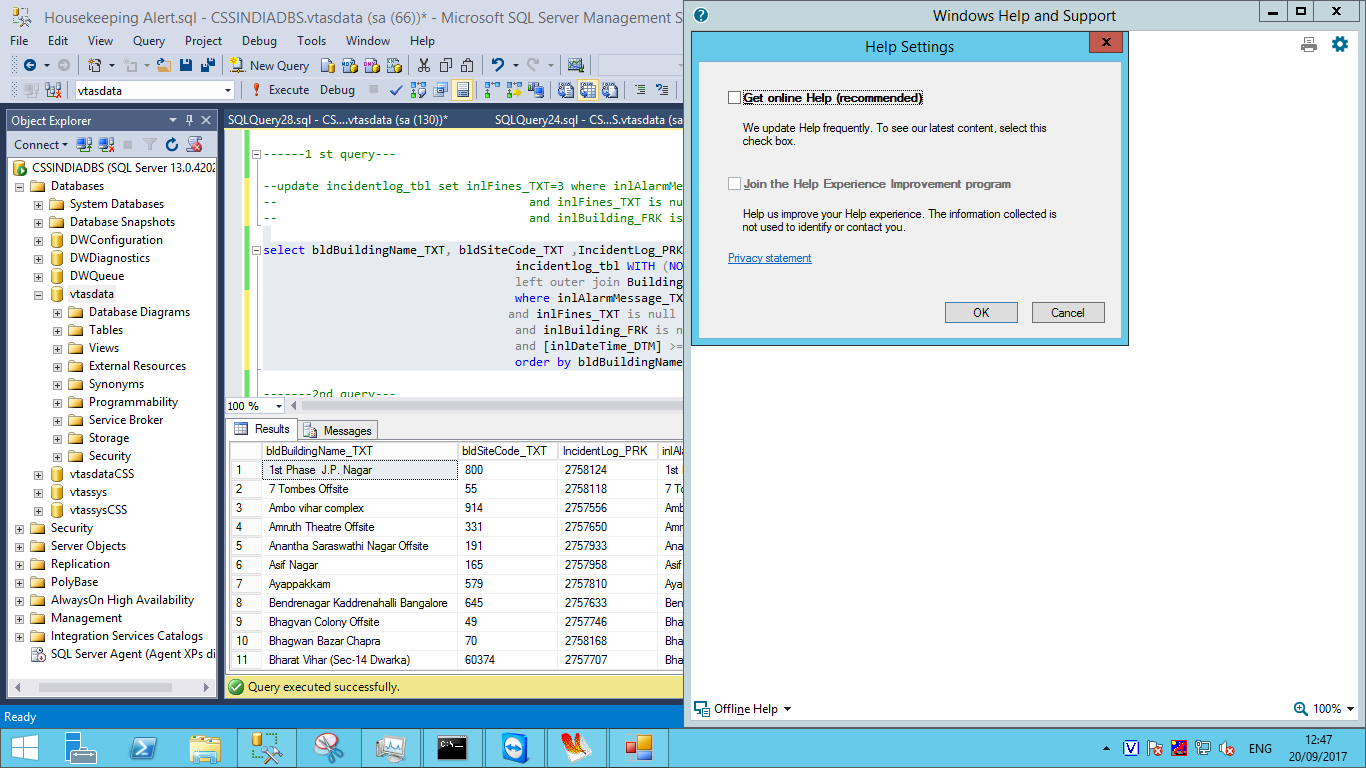 Housekeeping Alert.sql - CSSINDIADBS.vtasdata (sa (66))* - Microsoft SQL Server Management S
File Edit View Query Project Debug Tools Window Help
New Query
vtasdata Execute Debug
Object Explorer
Connect
CSSINDIADBS (SQL Server 13.0.4202
Databases
System Databases
Database Snapshots
DWConfiguration
DWDiagnostics
DWQueue
vtasdata
Database Diagrams
Tables
Views
External Resources
Synonyms
Programmability
Service Broker
Storage
Security
vtasdataCSS
vtassys
vtassysCSS
Security
Server Objects
Replication
PolyBase
AlwaysOn High Availability
Management
Integration Services Catalogs
SQL Server Agent (Agent XPs di
SQLQuery28.sql - CS....vtasdata (sa (130))* SQLQuery24.sql - CS...S.vtasdata (sa
------1 st query---
--update incidentlog_tbl set inlFines_TXT=3 where inlAlarmMe
-- and inlFines_TXT is nu
-- and inlBuilding_FRK is
select bldBuildingName_TXT, bldSiteCode_TXT ,IncidentLog_PRK
incidentlog_tbl WITH (NO
left outer join Building
where inlAlarmMessage_TX
and inlFines_TXT is null
and inlBuilding_FRK is n
and [inlDateTime_DTM] >=
order by bldBuildingName
-------2nd query---
100 %
Results Messages
bldBuildingName_TXT bldSiteCode_TXT IncidentLog_PRK inlAla
1 1st Phase J.P. Nagar 800 2758124 1st
2 7 Tombes Offsite 55 2758118 7 To
3 Ambo vihar complex 914 2757556 Amb
4 Amruth Theatre Offsite 331 2757650 Amr
5 Anantha Saraswathi Nagar Offsite 191 2757933 Ana
6 Asif Nagar 165 2757958 Asif
7 Ayappakkam 579 2757810 Aya
8 Bendrenagar Kaddrenahalli Bangalore 645 2757633 Ben
9 Bhagvan Colony Offsite 49 2757746 Bha
10 Bhagwan Bazar Chapra 70 2758168 Bha
11 Bharat Vihar (Sec-14 Dwarka) 60374 2757707 Bha
Query executed successfully.
Ready
Windows Help and Support
Help Settings
Get online Help (recommended)
We update Help frequently. To see our latest content, select this
check box.
Join the Help Experience Improvement program
Help us improve your Help experience. The information collected is
not used to identify or contact you.
Privacy statement
OK Cancel
Offline Help 100%
ENG
12:47
20/09/2017